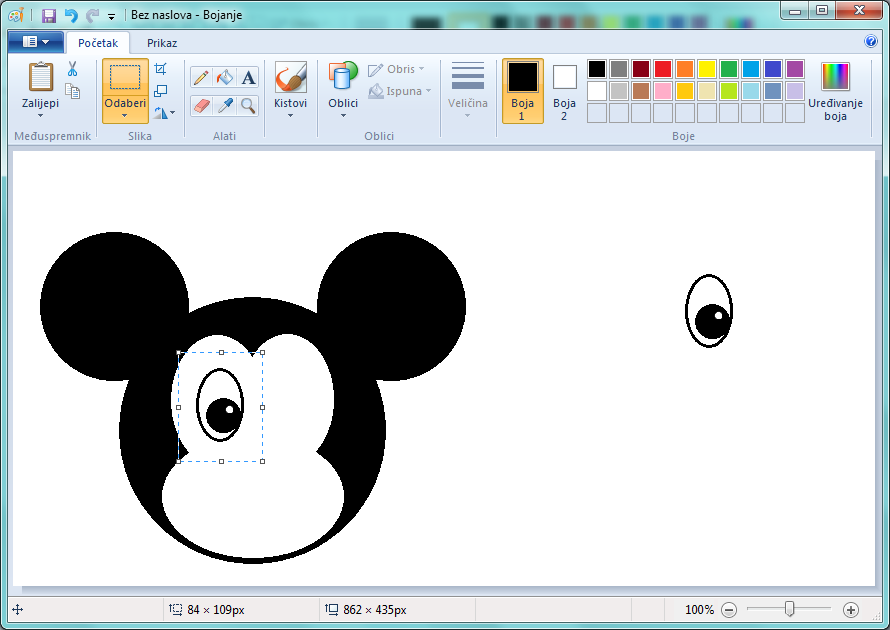 Bez naslova - Bojanje
Početak
Prikaz
Zalijepi
Međuspremnik
Odaberi
Slika
A
Alati
Kistovi
Oblici
Obris
Ispuna
Oblici
Veličina
Boja 1
Boja 2
Uređivanje boja
Boje
84 × 109px
862 × 435px
100%